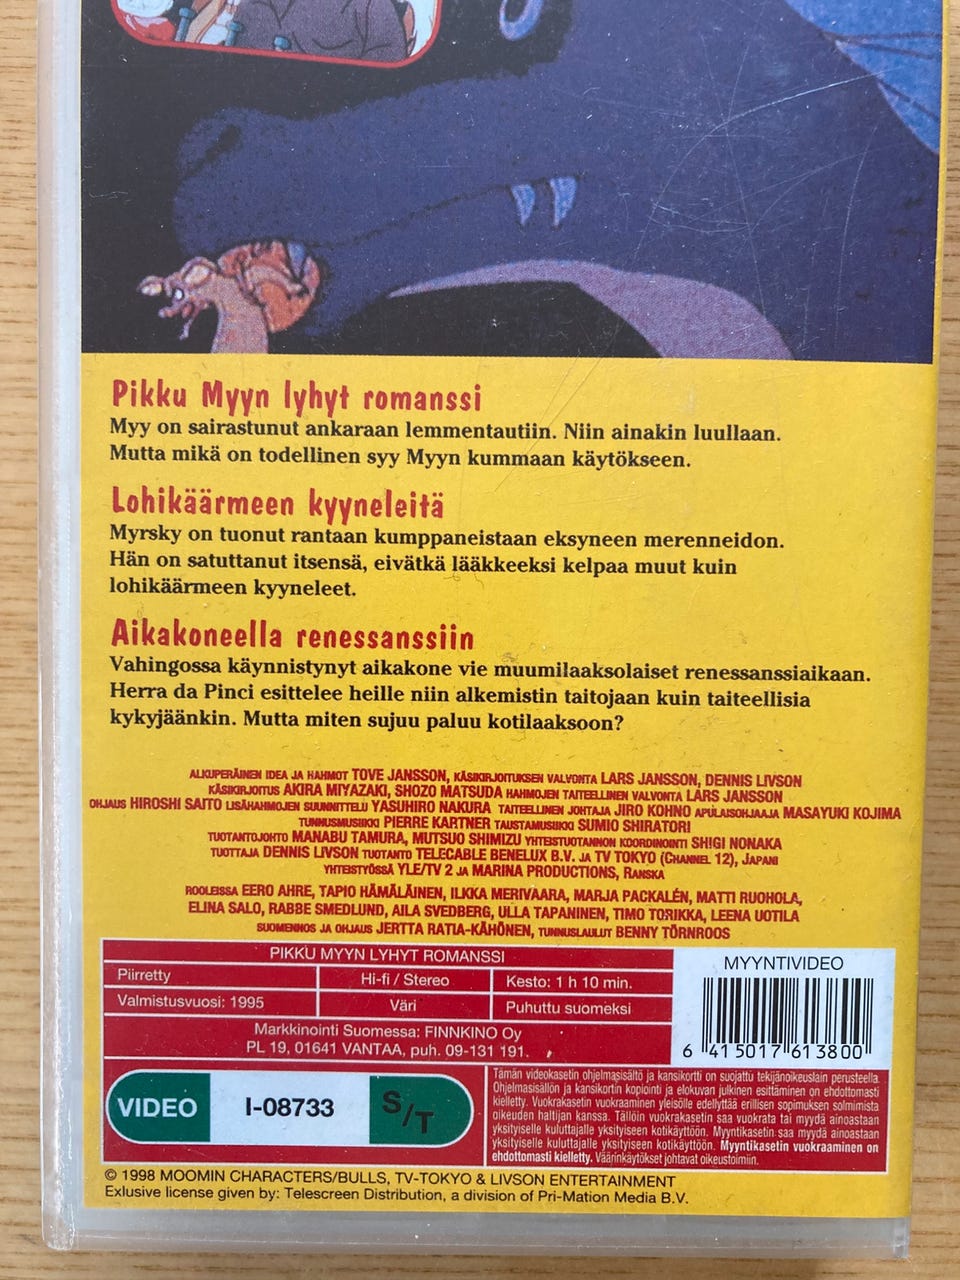 Pikku Myyn lyhyt romanssi
Myy on sairastunut ankaraan lemmentautiin. Niin ainakin luullaan.
Mutta mikä on todellinen syy Myyn kummaan käytökseen.
Lohikäärmeen kyyneleitä
Myrsky on tuonut rantaan kumppaneistaan eksyneen merenneidon.
Hän on satuttanut itsensä, eivätkä lääkkeeksi kelpaa muut kuin
lohikäärmeen kyyneleet.
Aikakoneella renessanssiin
Vahingossa käynnistynyt aikakone vie muumilaaksolaiset renessanssiaikaan.
Herra da Pinci esittelee heille niin alkemistin taitojaan kuin taiteellisia
kykyjäänkin. Mutta miten sujuu paluu kotilaaksoon?
ALKUPERÄINEN IDEA JA HAHMOT TOVE JANSSON, KÄSIKIRJOITUKSEN VALVONTA LARS JANSSON, DENNIS LIVSON
KÄSIKIRJOITUS AKIRA MIYAZAKI, SHOZO MATSUDA HAHMOJEN TAITEELLINEN VALVONTA LARS JANSSON
OHJAUS HIROSHI SAITO LISÄHAHMOJEN SUUNNITTELU YASUHIRO NAKURA TAITEELLINEN JOHTAJA JIRO KOHNO APULAISOHJAAJA MASAYUKI KOJIMA
TUNNUSMUSIIKKI PIERRE KARTNER TAUSTAMUSIIKKI SUMIO SHIRATORI
TUOTANTOJOHTO MANABU TAMURA, MUTSUO SHIMIZU YHTEISTUOTANNON KOORDINOINTI SHIGI NONAKA
TUOTTAJA DENNIS LIVSON TUOTANTO TELECABLE BENELUX B.V. JA TV TOKYO (CHANNEL 12), JAPANI
YHTEISTYÖSSÄ YLE/TV 2 JA MARINA PRODUCTIONS, RANSKA
ROOLEISSA EERO AHRE, TAPIO HÄMÄLÄINEN, ILKKA MERIVAARA, MARJA PACKALÉN, MATTI RUOHOLA,
ELINA SALO, RABBE SMEDLUND, AILA SVEDBERG, ULLA TAPANINEN, TIMO TORIKKA, LEENA UOTILA
SUOMENNOS JA OHJAUS JERTTA RATIA-KÄHÖNEN, TUNNUSLAULUT BENNY TÖRNROOS
PIKKU MYYN LYHYT ROMANSSI
Piirretty Hi-fi / Stereo Kesto: 1 h 10 min.
Valmistusvuosi: 1995 Väri Puhuttu suomeksi
Markkinointi Suomessa: FINNKINO Oy
PL 19, 01641 VANTAA, puh. 09-131 191.
MYYNTIVIDEO
6 415017 613800
VIDEO I-08733 S/T
Tämän videokasetin ohjelmasisältö ja kansikortti on suojattu tekijänoikeuslain perusteella.
Ohjelmasisällön ja kansikortin kopiointi ja elokuvan julkinen esittäminen on ehdottomasti
kielletty. Vuokrakasetin vuokraaminen yleisölle edellyttää erillisen sopimuksen solmimista
oikeuden haltijan kanssa. Tällöin vuokrakasetin saa vuokrata tai myydä ainoastaan
yksityiselle kuluttajalle yksityiseen kotikäyttöön. Myyntikasetin saa myydä ainoastaan
yksityiselle kuluttajalle yksityiseen kotikäyttöön. Myyntikasetin vuokraaminen on
ehdottomasti kielletty. Väärinkäytökset johtavat oikeustoimiin.
© 1998 MOOMIN CHARACTERS/BULLS, TV-TOKYO & LIVSON ENTERTAINMENT
Exlusive license given by: Telescreen Distribution, a division of Pri-Mation Media B.V.